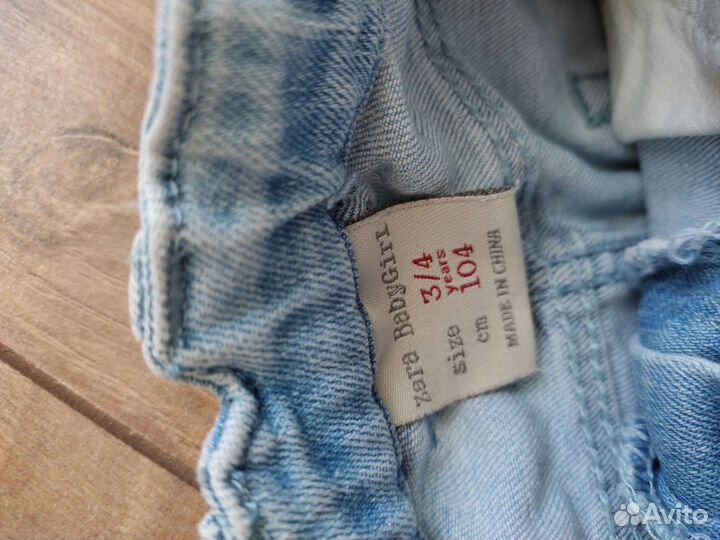 Zara BabyGirl
3/4
years
size 104
cm
MADE IN CHINA
Avito